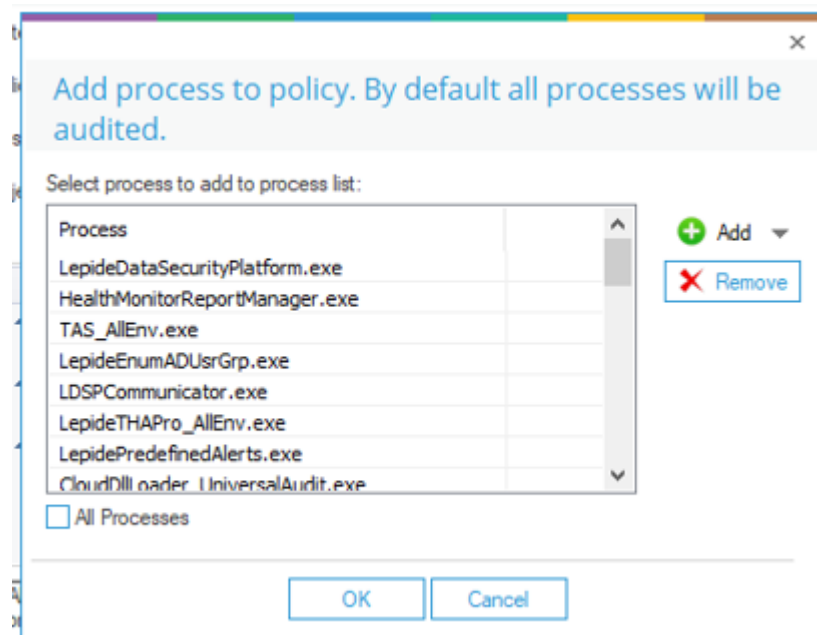 Add process to policy. By default all processes will be
audited.
Select process to add to process list:
Process
Add
LepideDataSecurityPlatform.exe
Remove
HealthMonitorReportManager.exe
TAS_AllEnv.exe
LepideEnumADUsrGrp.exe
LDSPCommunicator.exe
LepideTHAPro_AllEnv.exe
LepidePredefinedAlerts.exe
CloudDllLoader_UniversalAudit.exe
All Processes
OK
Cancel